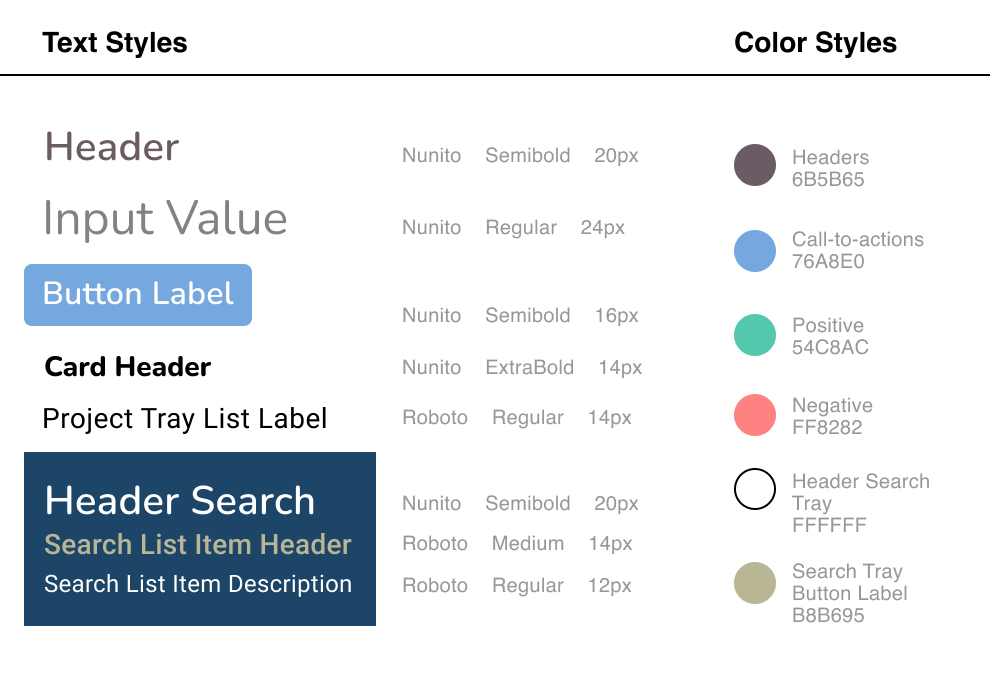 Text Styles
Color Styles
Header
Nunito Semibold 20px
Headers
6B5B65
Input Value
Nunito Regular 24px
Call-to-actions
76A8E0
Button Label
Nunito Semibold 16px
Positive
54C8AC
Card Header
Nunito ExtraBold 14px
Project Tray List Label
Roboto Regular 14px
Negative
FF8282
Header Search
Nunito Semibold 20px
Header Search
Tray
FFFFFF
Search List Item Header
Roboto Medium 14px
Search List Item Description
Roboto Regular 12px
Search Tray
Button Label
B8B695